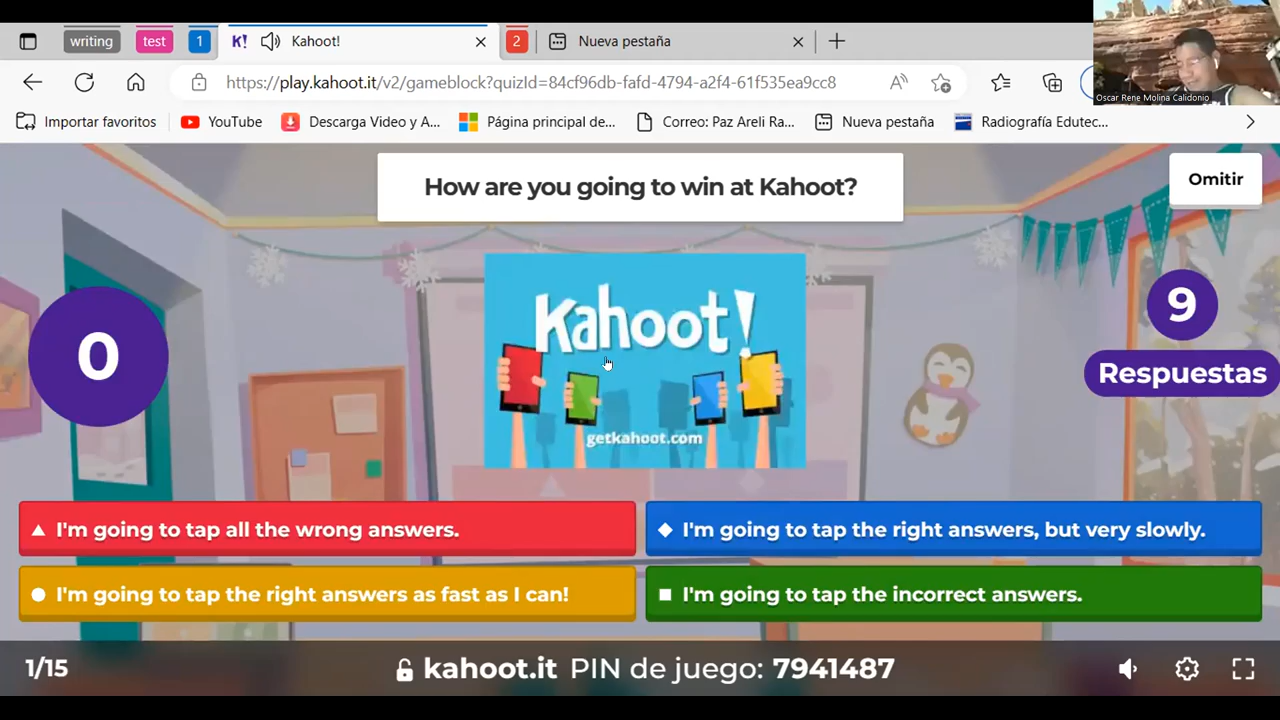 writing
test
1
K! Kahoot!
2
Nueva pestaña
Oscar Rene Molina Calidonio
https://play.kahoot.it/v2/gameblock?quizId=84cf96db-fafd-4794-a2f4-61f535ea9cc8
Importar favoritos
YouTube
Descarga Video y A...
Página principal de...
Correo: Paz Areli Ra...
Nueva pestaña
Radiografía Edutec...
How are you going to win at Kahoot?
Omitir
Kahoot!
getkahoot.com
0
9
Respuestas
I'm going to tap all the wrong answers.
I'm going to tap the right answers, but very slowly.
I'm going to tap the right answers as fast as I can!
I'm going to tap the incorrect answers.
1/15
kahoot.it PIN de juego: 7941487